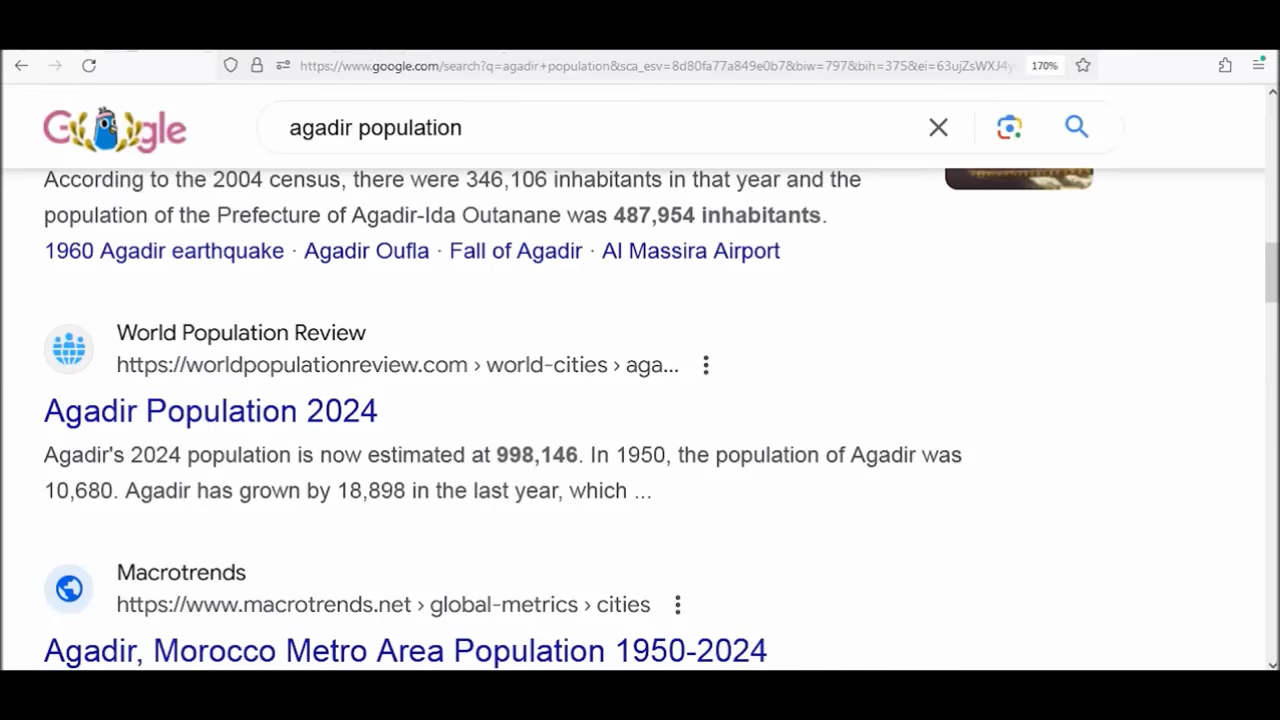 https://www.google.com/search?q=agadir+population&sca_esv=8d80fa77a849e0b7&biw=797&bih=375&ei=63ujZsWXJ4y
170%
Google
agadir population
According to the 2004 census, there were 346,106 inhabitants in that year and the
population of the Prefecture of Agadir-Ida Outanane was 487,954 inhabitants.
1960 Agadir earthquake · Agadir Oufla · Fall of Agadir · Al Massira Airport
World Population Review
https://worldpopulationreview.com › world-cities › aga...
Agadir Population 2024
Agadir's 2024 population is now estimated at 998,146. In 1950, the population of Agadir was
10,680. Agadir has grown by 18,898 in the last year, which ...
Macrotrends
https://www.macrotrends.net › global-metrics › cities
Agadir, Morocco Metro Area Population 1950-2024